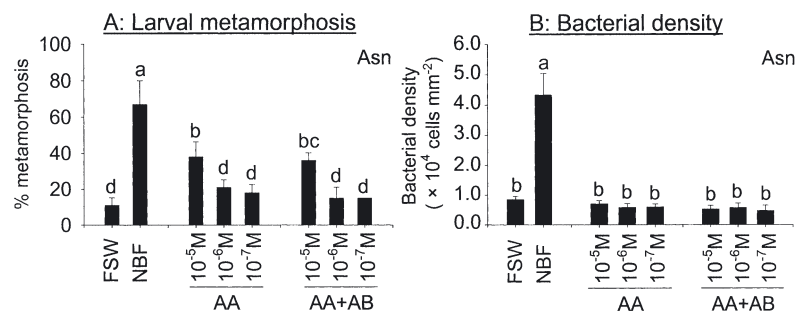 A: Larval metamorphosis
Asn
% metamorphosis
100
80
60
40
20
0
d
a
b
d
d
bc
d
d
FSW
NBF
10⁻⁵M
10⁻⁶M
10⁻⁷M
10⁻⁵M
10⁻⁶M
10⁻⁷M
AA
AA+AB
B: Bacterial density
Asn
Bacterial density
( × 10⁴ cells mm⁻²)
6.0
5.0
4.0
3.0
2.0
1.0
0.0
b
a
b
b
b
b
b
b
FSW
NBF
10⁻⁵M
10⁻⁶M
10⁻⁷M
10⁻⁵M
10⁻⁶M
10⁻⁷M
AA
AA+AB